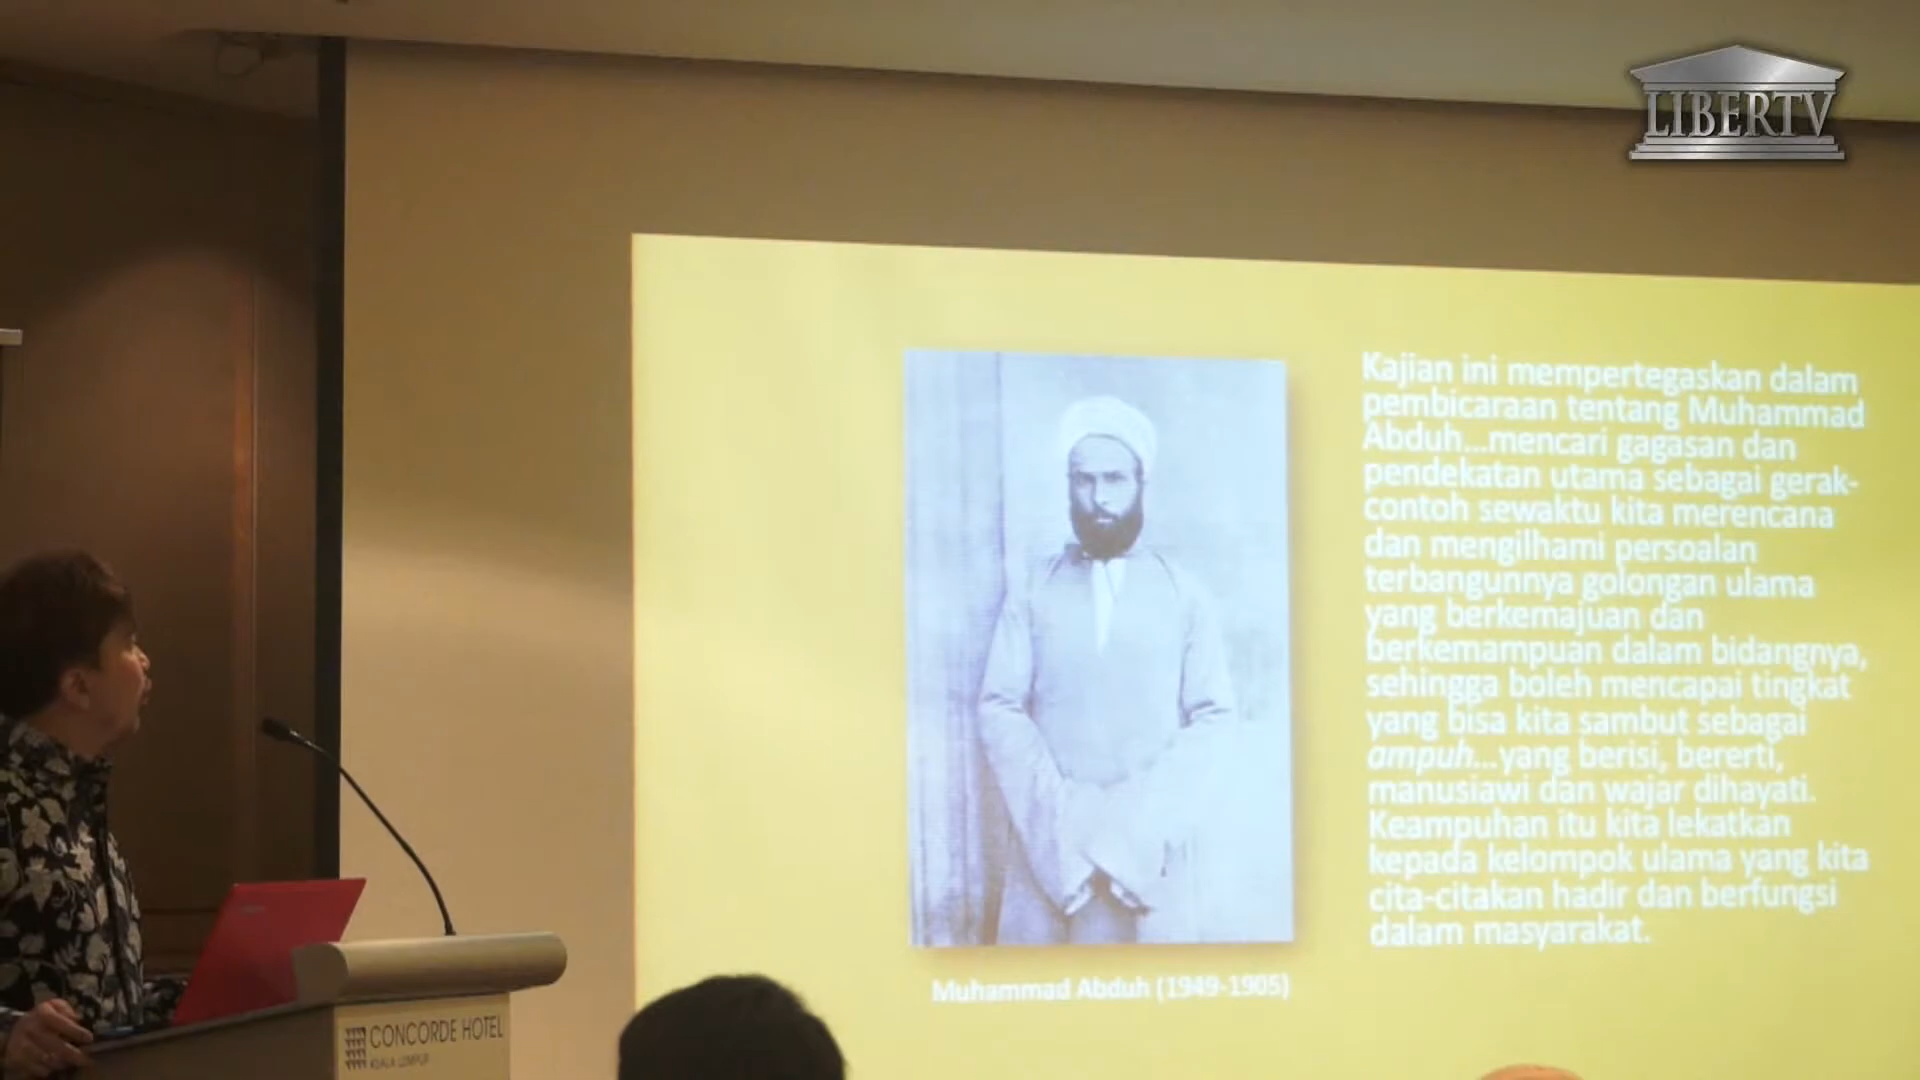 LIBERTV
Kajian ini mempertegaskan dalam
pembicaraan tentang Muhammad
Abduh...mencari gagasan dan
pendekatan utama sebagai gerak-
contoh sewaktu kita merencana
dan mengilhami persoalan
terbangunnya golongan ulama
yang berkemajuan dan
berkemampuan dalam bidangnya,
sehingga boleh mencapai tingkat
yang bisa kita sambut sebagai
ampuh...yang berisi, bererti,
manusiawi dan wajar dihayati.
Keampuhan itu kita lekatkan
kepada kelompok ulama yang kita
cita-citakan hadir dan berfungsi
dalam masyarakat.
Muhammad Abduh (1949-1905)
CONCORDE HOTEL
KUALA LUMPUR